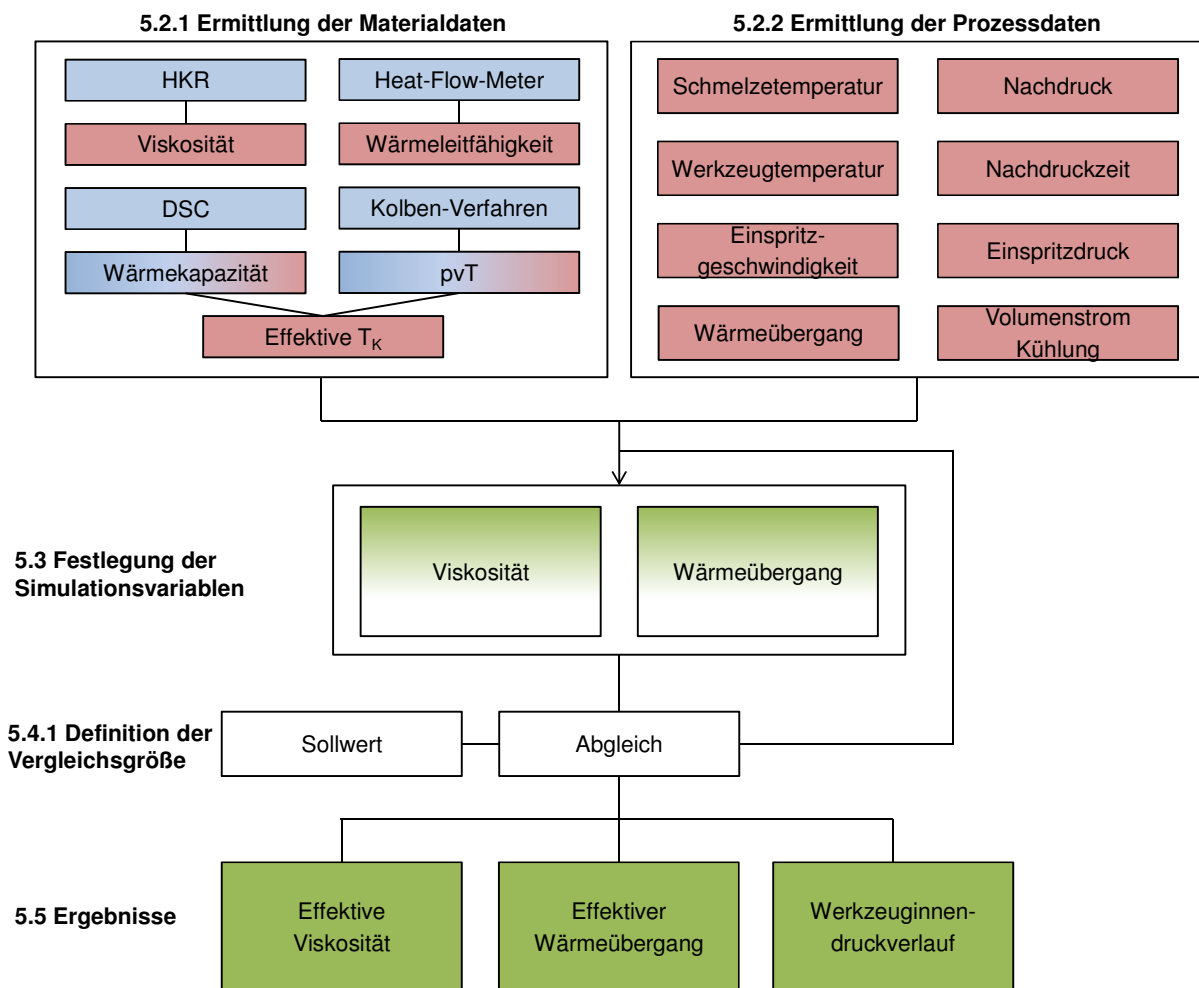 5.2.1 Ermittlung der Materialdaten
HKR
Heat-Flow-Meter
Viskosität
Wärmeleitfähigkeit
DSC
Kolben-Verfahren
Wärmekapazität
pvT
Effektive T_K
5.2.2 Ermittlung der Prozessdaten
Schmelzetemperatur
Nachdruck
Werkzeugtemperatur
Nachdruckzeit
Einspritz-
geschwindigkeit
Einspritzdruck
Wärmeübergang
Volumenstrom
Kühlung
5.3 Festlegung der
Simulationsvariablen
Viskosität
Wärmeübergang
5.4.1 Definition der
Vergleichsgröße
Sollwert
Abgleich
5.5 Ergebnisse
Effektive
Viskosität
Effektiver
Wärmeübergang
Werkzeuginnen-
druckverlauf